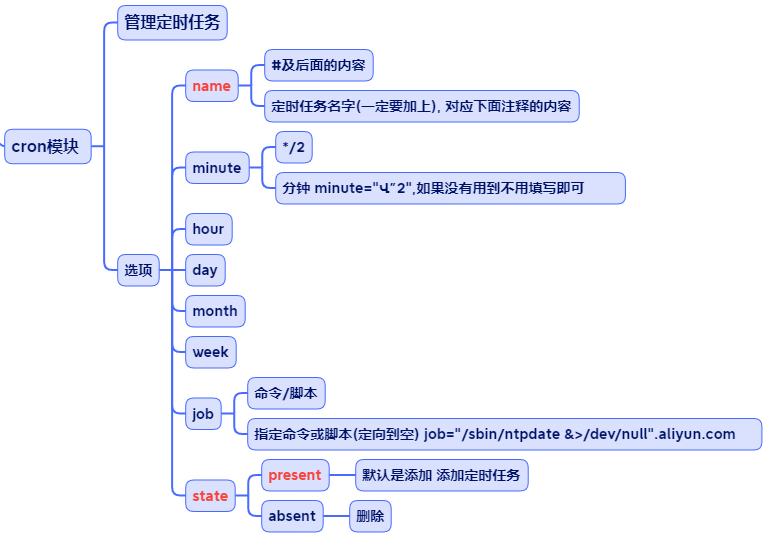 管理定时任务
#及后面的内容
name
定时任务名字(一定要加上), 对应下面注释的内容
cron模块
*/2
minute
分钟 minute="Վ˝2",如果没有用到不用填写即可
hour
选项
day
month
week
命令/脚本
job
指定命令或脚本(定向到空) job="/sbin/ntpdate &>/dev/null".aliyun.com
present
默认是添加 添加定时任务
state
absent
删除